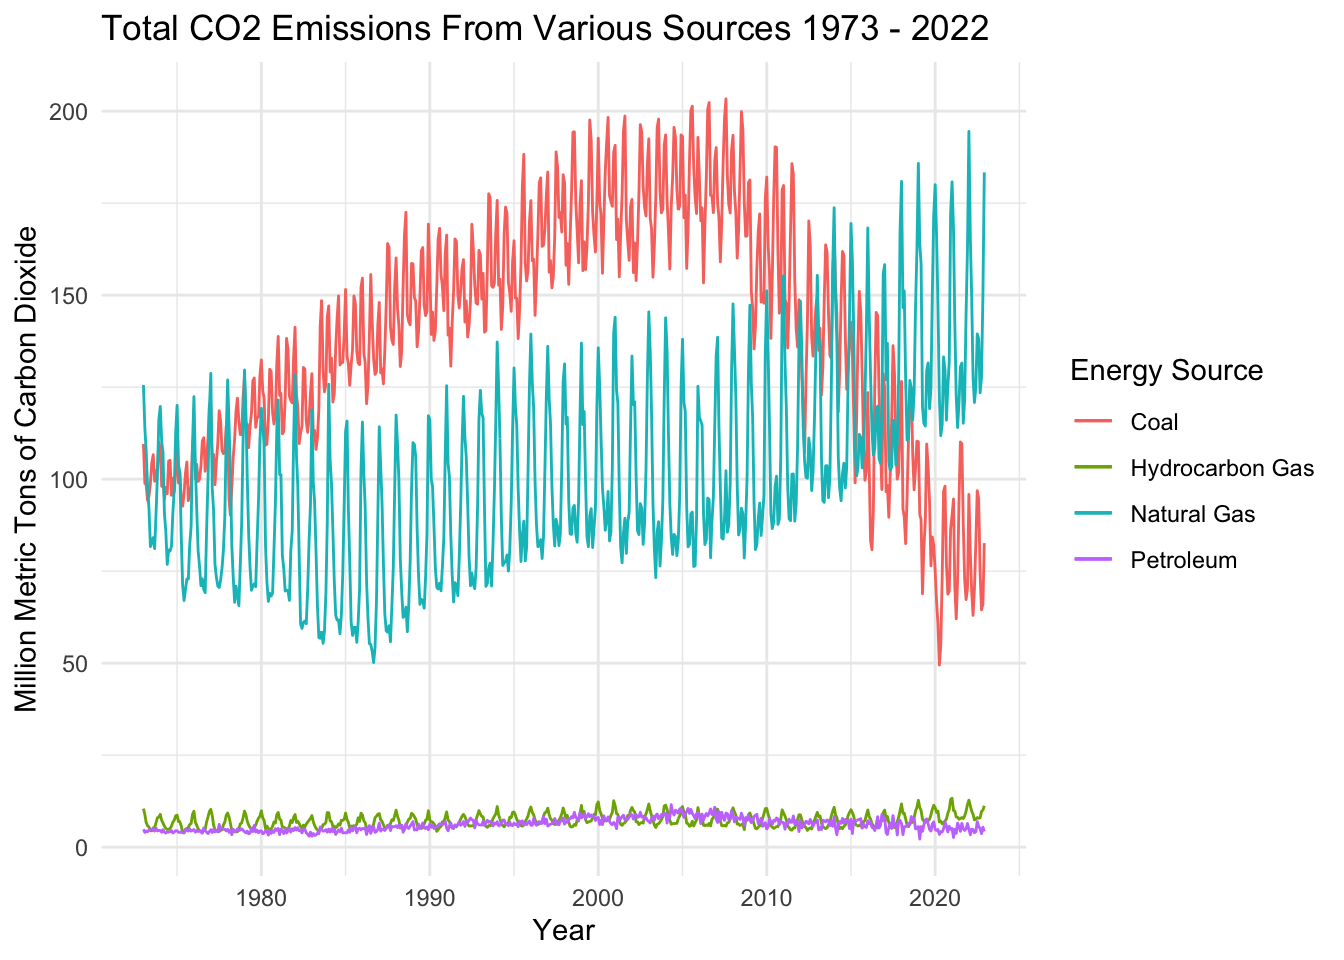 Total CO2 Emissions From Various Sources 1973 - 2022
Million Metric Tons of Carbon Dioxide
200
150
100
50
0
1980
1990
2000
2010
2020
Year
Energy Source
Coal
Hydrocarbon Gas
Natural Gas
Petroleum